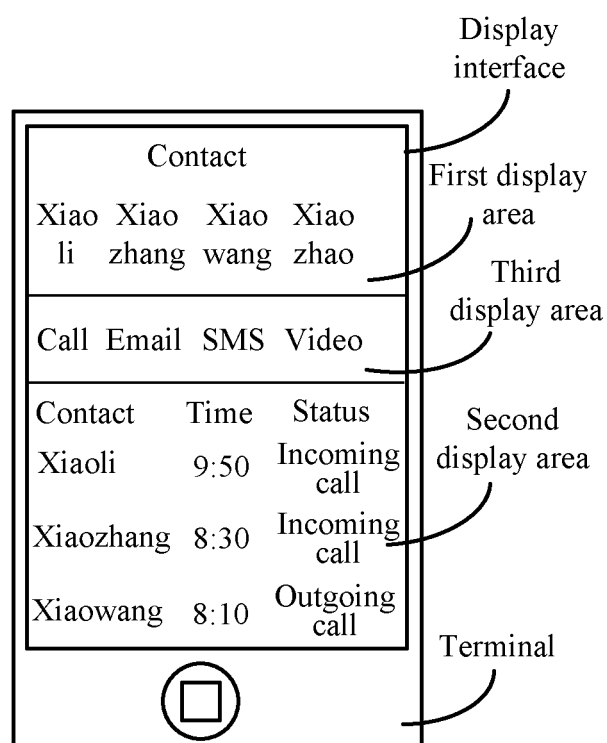 Display
interface
Contact
First display
area
Xiao Xiao Xiao Xiao
li zhang wang zhao
Third
display area
Call Email SMS Video
Contact Time Status
Second
display area
Xiaoli 9:50 Incoming
call
Xiaozhang 8:30 Incoming
call
Xiaowang 8:10 Outgoing
call
Terminal